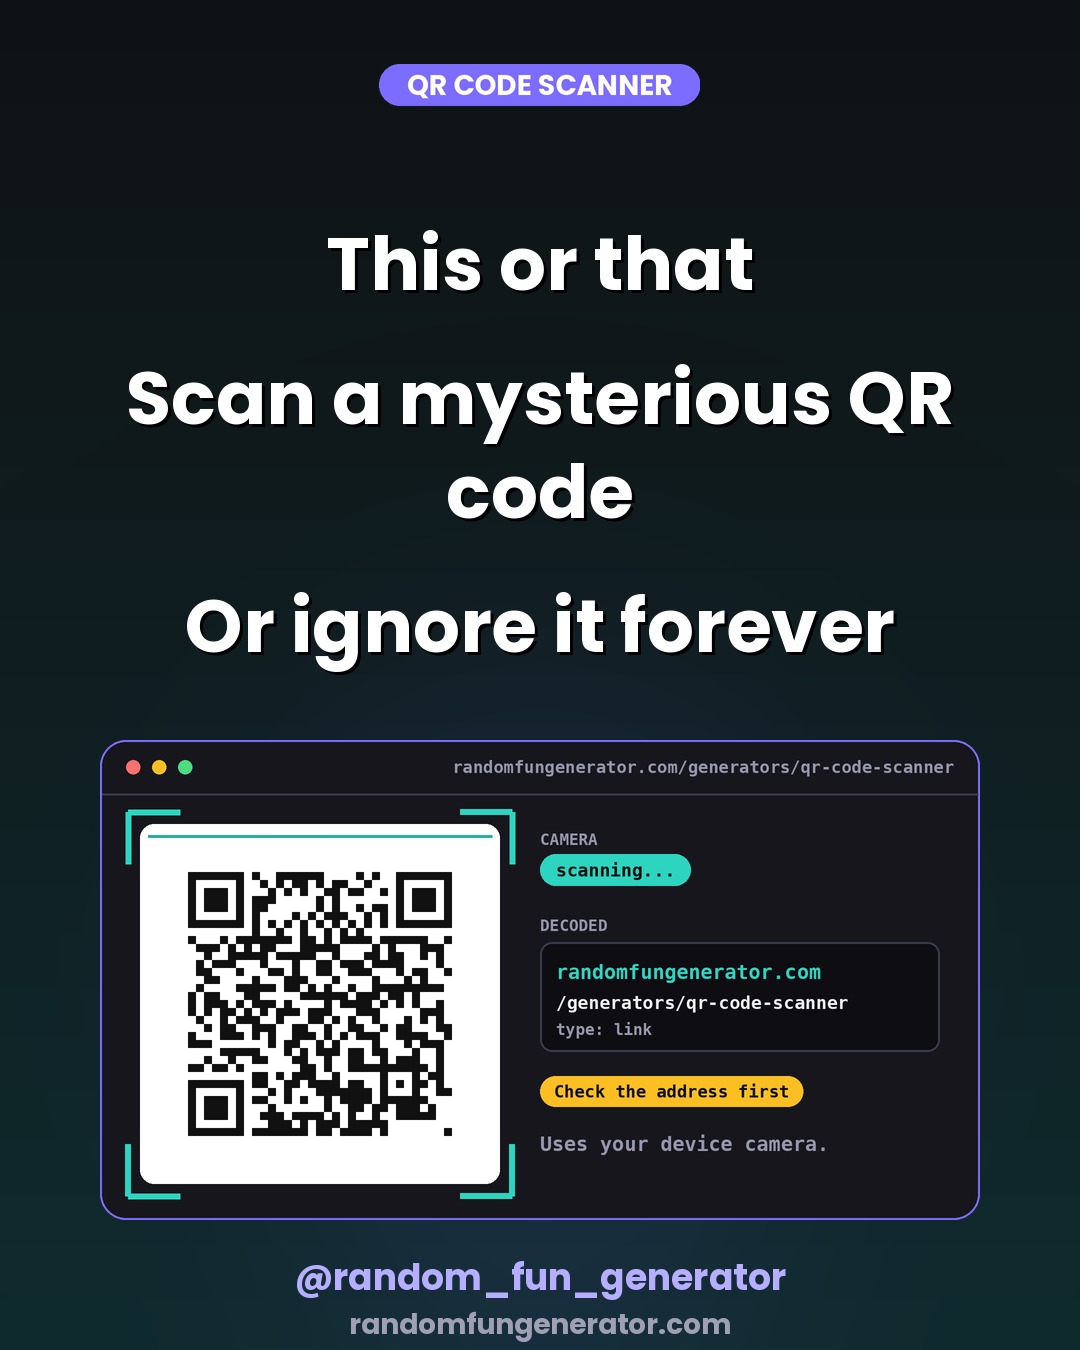 QR CODE SCANNER
This or that
Scan a mysterious QR
code
Or ignore it forever
randomfungenerator.com/generators/qr-code-scanner
CAMERA
scanning...
DECODED
randomfungenerator.com
/generators/qr-code-scanner
type: link
Check the address first
Uses your device camera.
@random_fun_generator
randomfungenerator.com